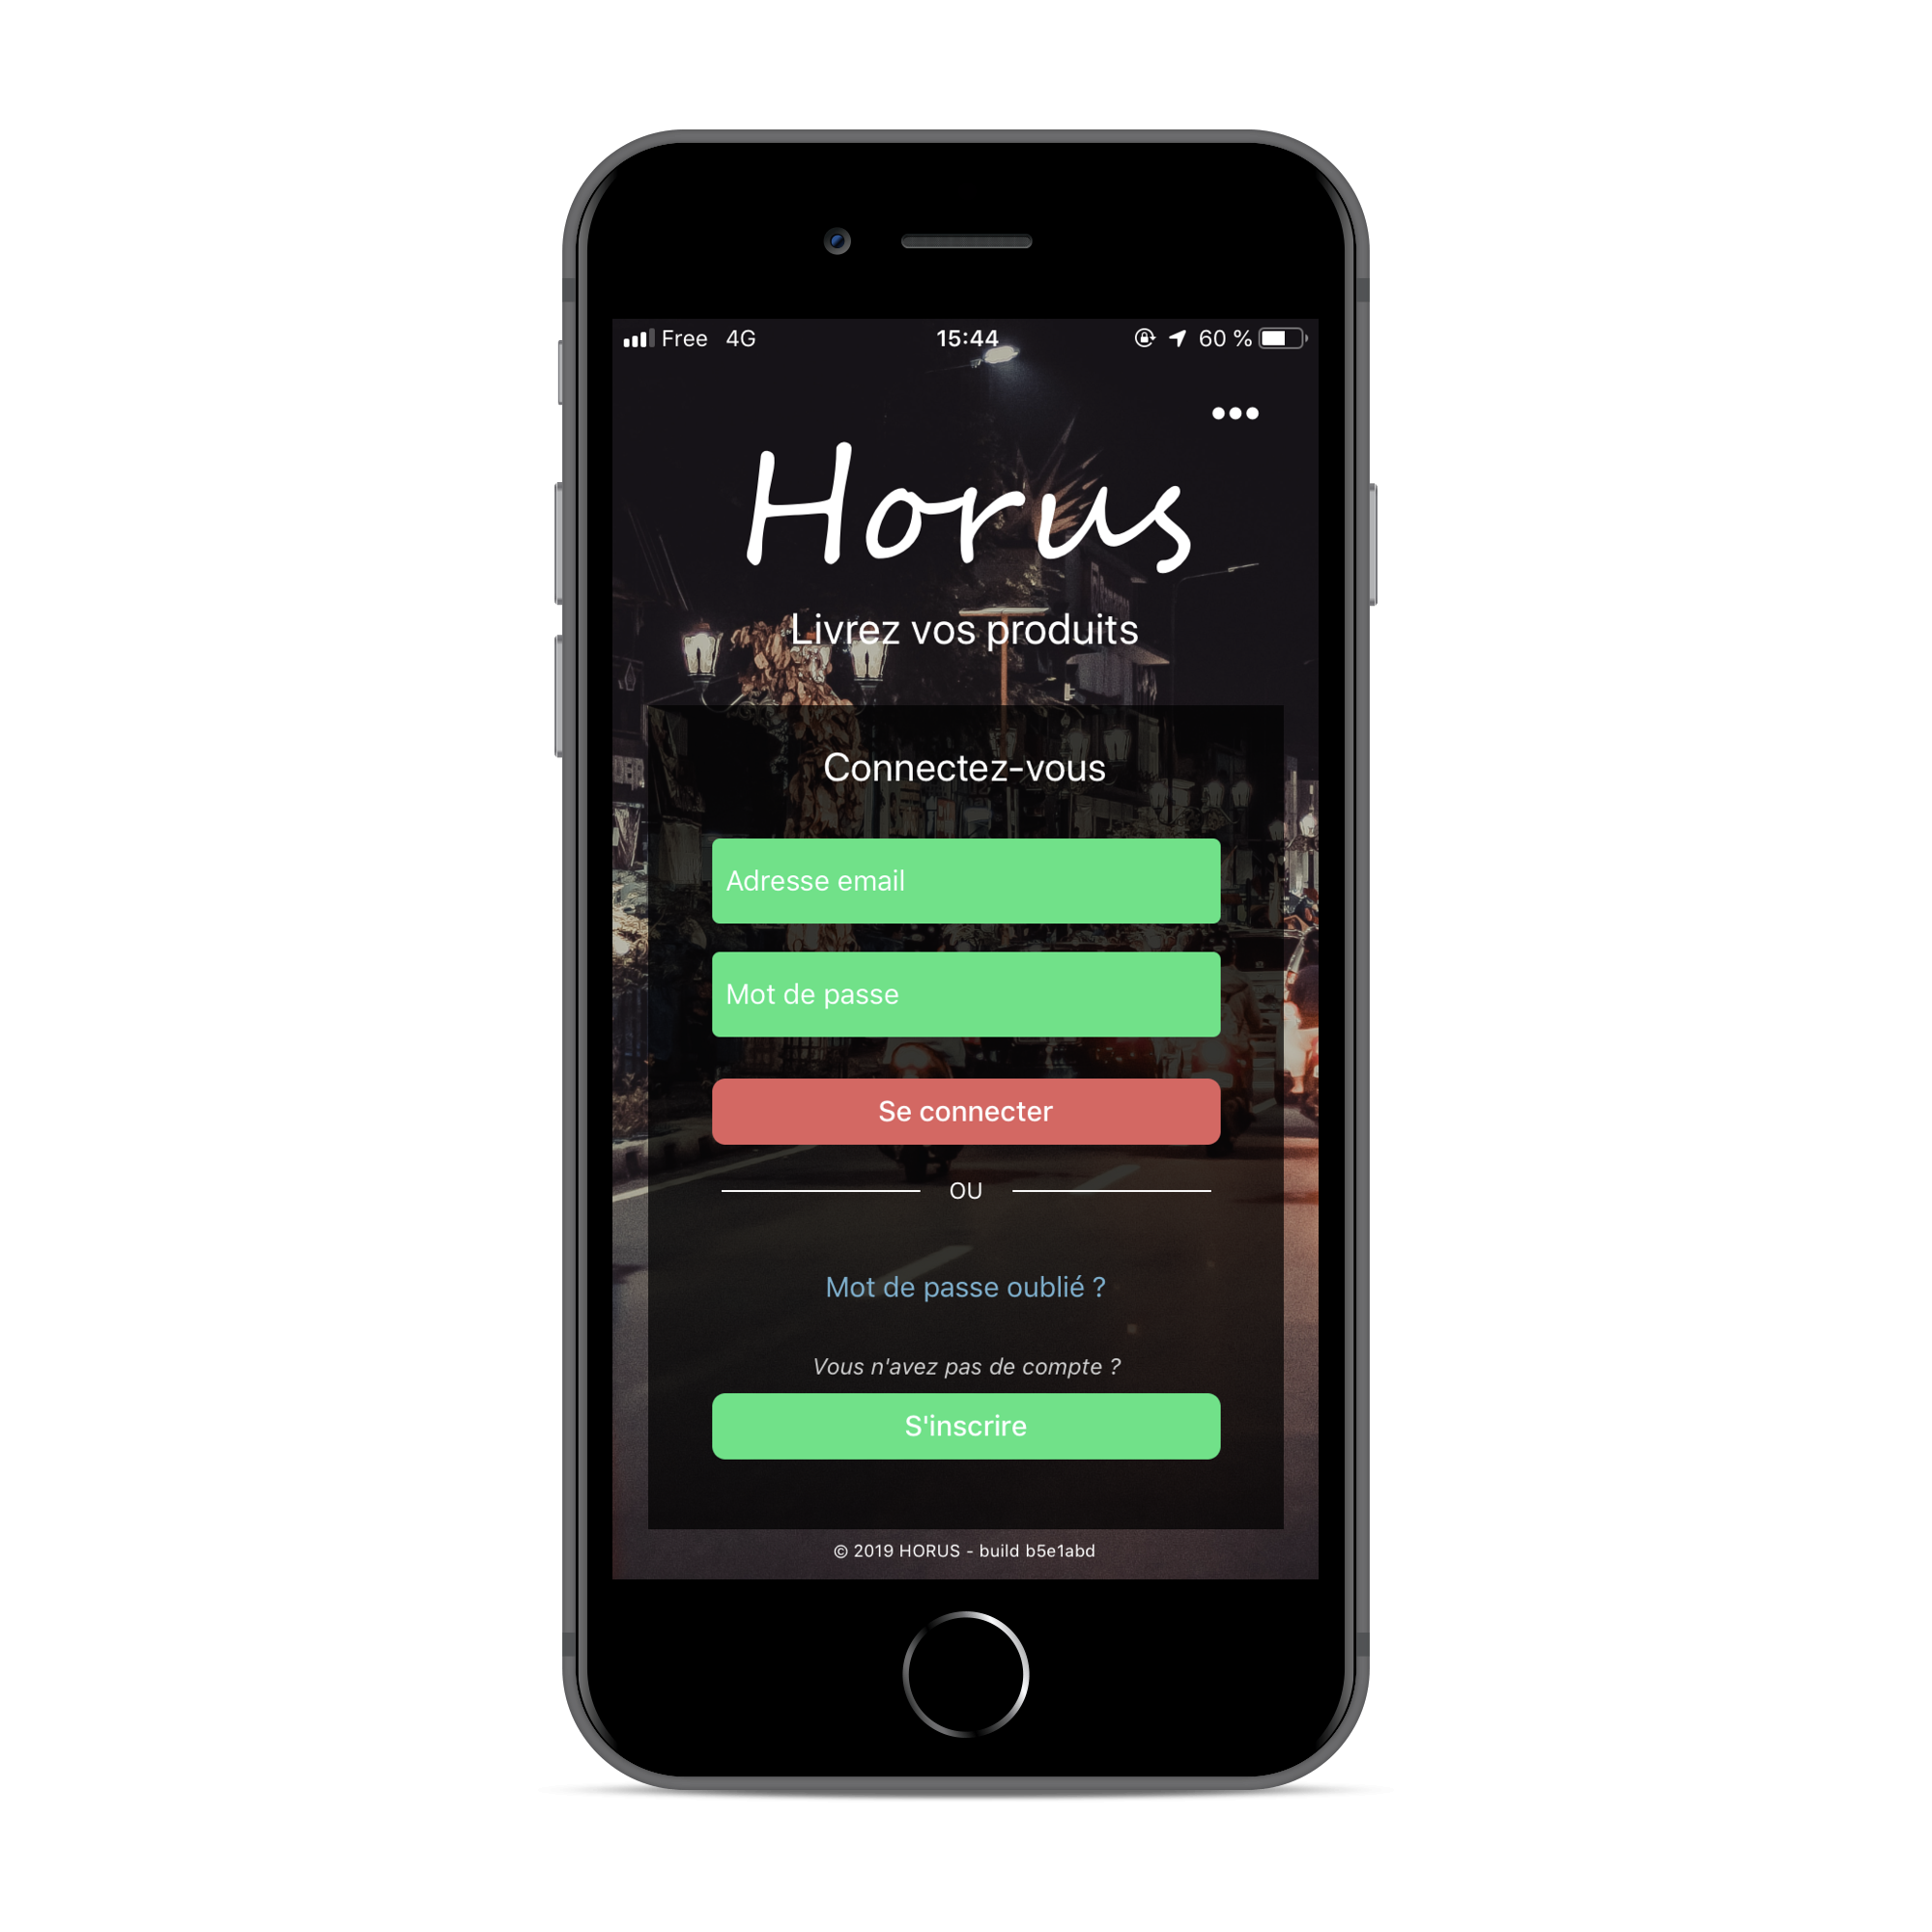 Free 4G 15:44 60 %
Horus
Livrez vos produits
Connectez-vous
Adresse email
Mot de passe
Se connecter
OU
Mot de passe oublié ?
Vous n'avez pas de compte ?
S'inscrire
© 2019 HORUS - build b5e1abd